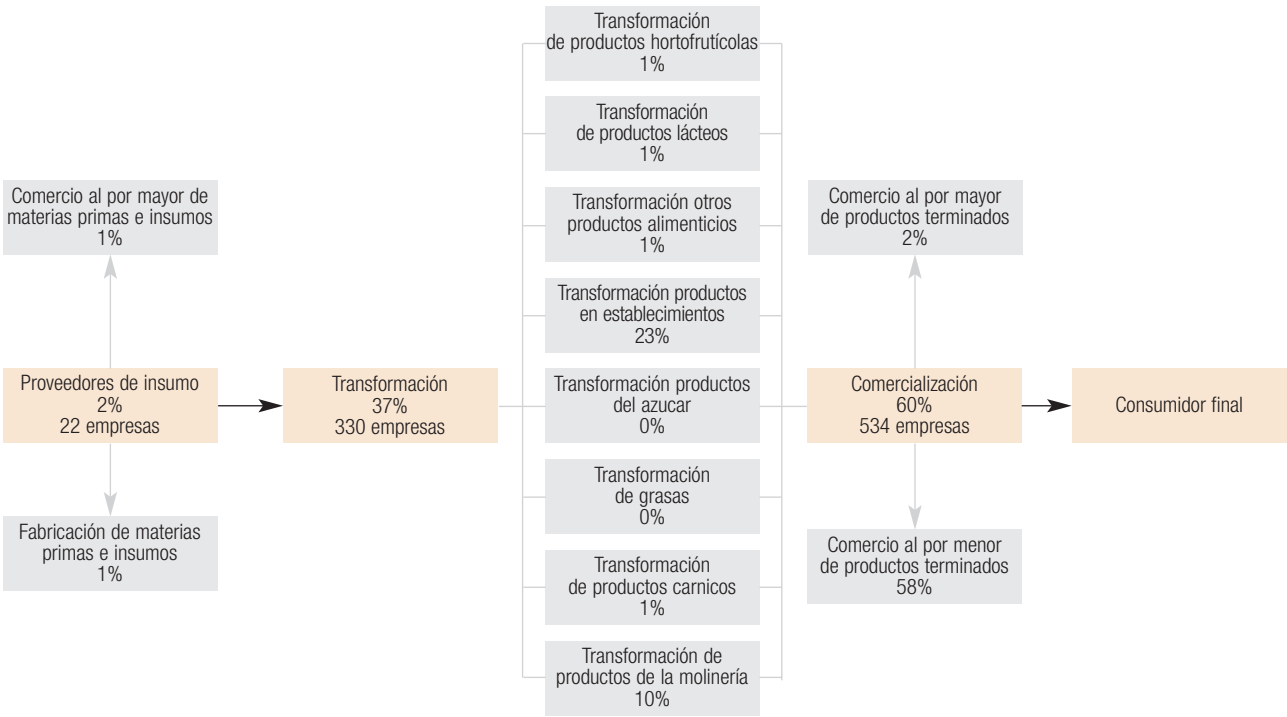 Comercio al por mayor de
materias primas e insumos
1%
Proveedores de insumo
2%
22 empresas
Fabricación de materias
primas e insumos
1%
Transformación
37%
330 empresas
Transformación
de productos hortofrutícolas
1%
Transformación
de productos lácteos
1%
Transformación otros
productos alimenticios
1%
Transformación productos
en establecimientos
23%
Transformación productos
del azucar
0%
Transformación
de grasas
0%
Transformación
de productos carnicos
1%
Transformación de
productos de la molinería
10%
Comercio al por mayor
de productos terminados
2%
Comercialización
60%
534 empresas
Comercio al por menor
de productos terminados
58%
Consumidor final